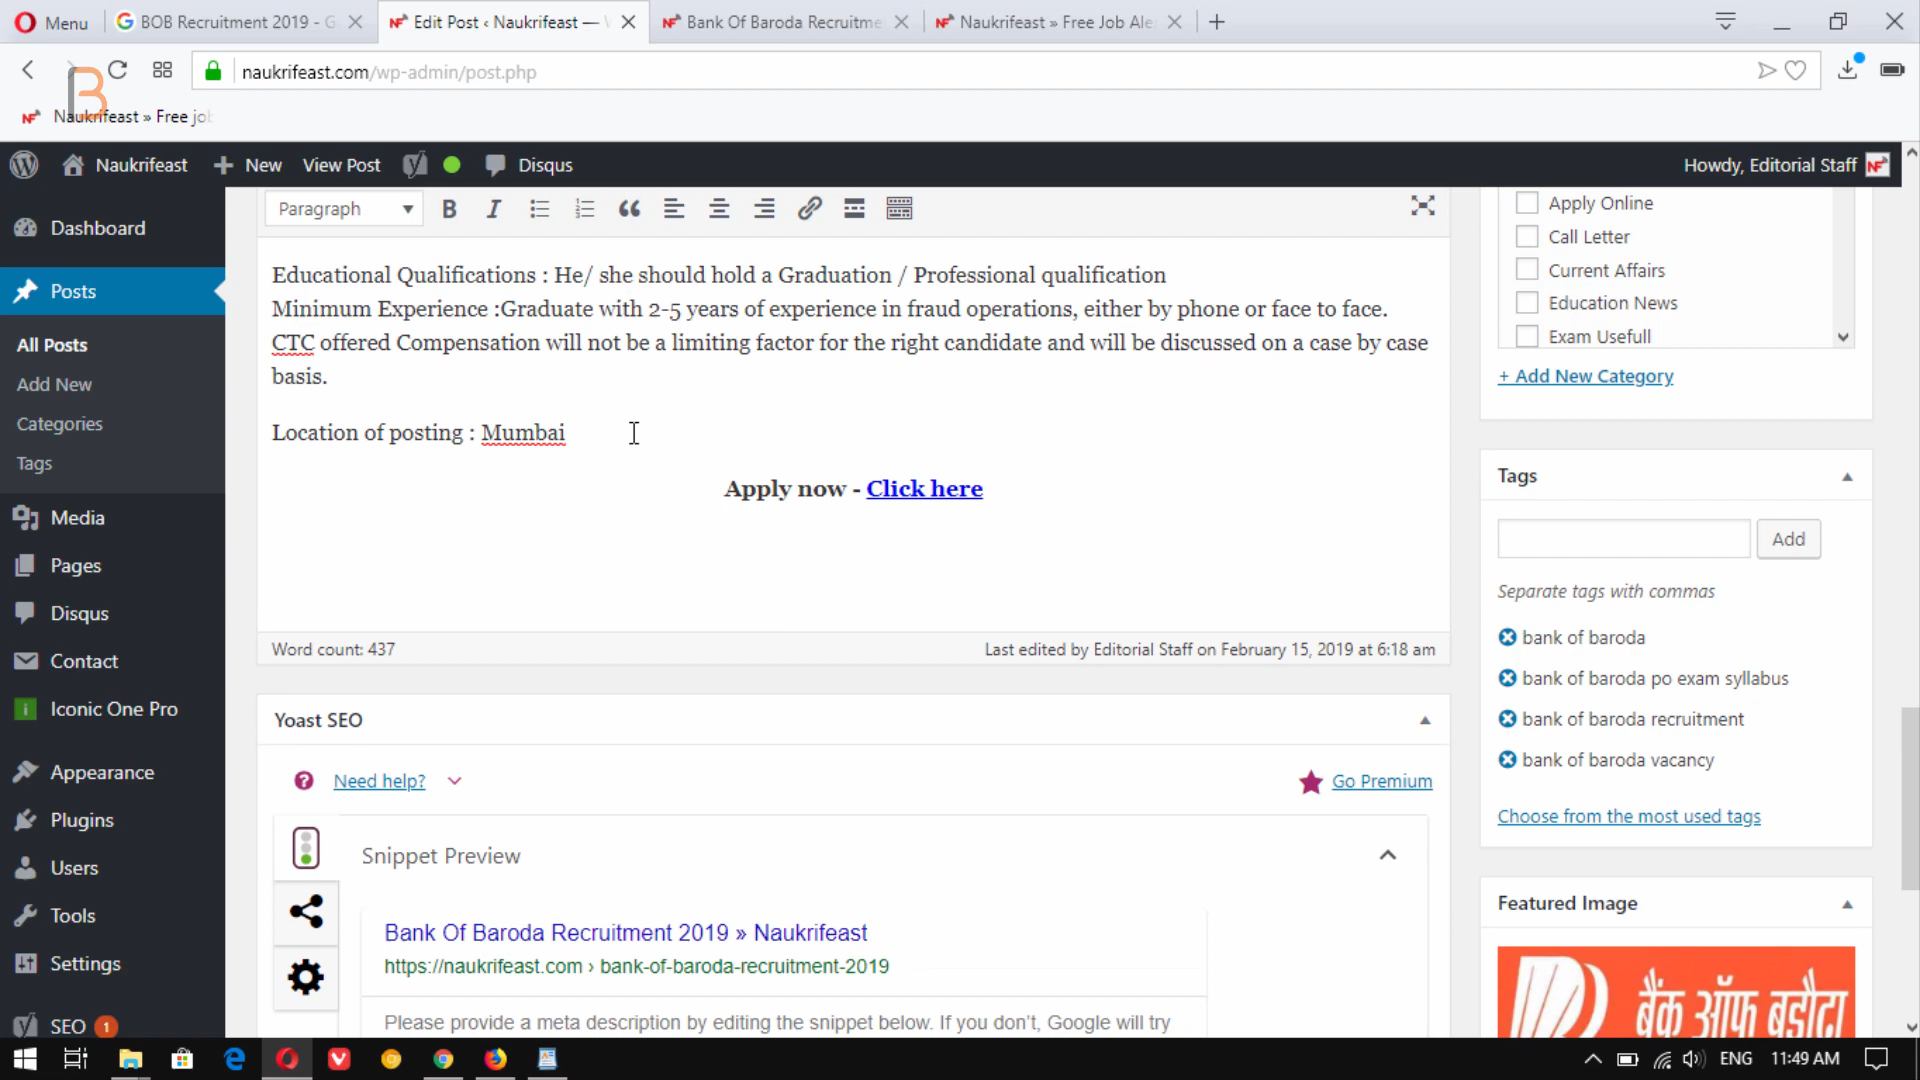 Menu
BOB Recruitment 2019 - G
Edit Post ‹ Naukrifeast —
Bank Of Baroda Recruitme
Naukrifeast » Free Job Ale
naukrifeast.com/wp-admin/post.php
B
Naukrifeast » Free jo
Naukrifeast
New
View Post
Disqus
Howdy, Editorial Staff
Dashboard
Posts
All Posts
Add New
Categories
Tags
Media
Pages
Disqus
Contact
Iconic One Pro
Appearance
Plugins
Users
Tools
Settings
SEO 1
Paragraph
Educational Qualifications : He/ she should hold a Graduation / Professional qualification
Minimum Experience :Graduate with 2-5 years of experience in fraud operations, either by phone or face to face.
CTC offered Compensation will not be a limiting factor for the right candidate and will be discussed on a case by case
basis.
Location of posting : Mumbai
Apply now - Click here
Word count: 437
Last edited by Editorial Staff on February 15, 2019 at 6:18 am
Yoast SEO
Need help?
Go Premium
Snippet Preview
Bank Of Baroda Recruitment 2019 » Naukrifeast
https://naukrifeast.com › bank-of-baroda-recruitment-2019
Please provide a meta description by editing the snippet below. If you don't, Google will try
Apply Online
Call Letter
Current Affairs
Education News
Exam Usefull
+ Add New Category
Tags
Add
Separate tags with commas
bank of baroda
bank of baroda po exam syllabus
bank of baroda recruitment
bank of baroda vacancy
Choose from the most used tags
Featured Image
बैंक ऑफ़ बड़ौदा
ENG
11:49 AM